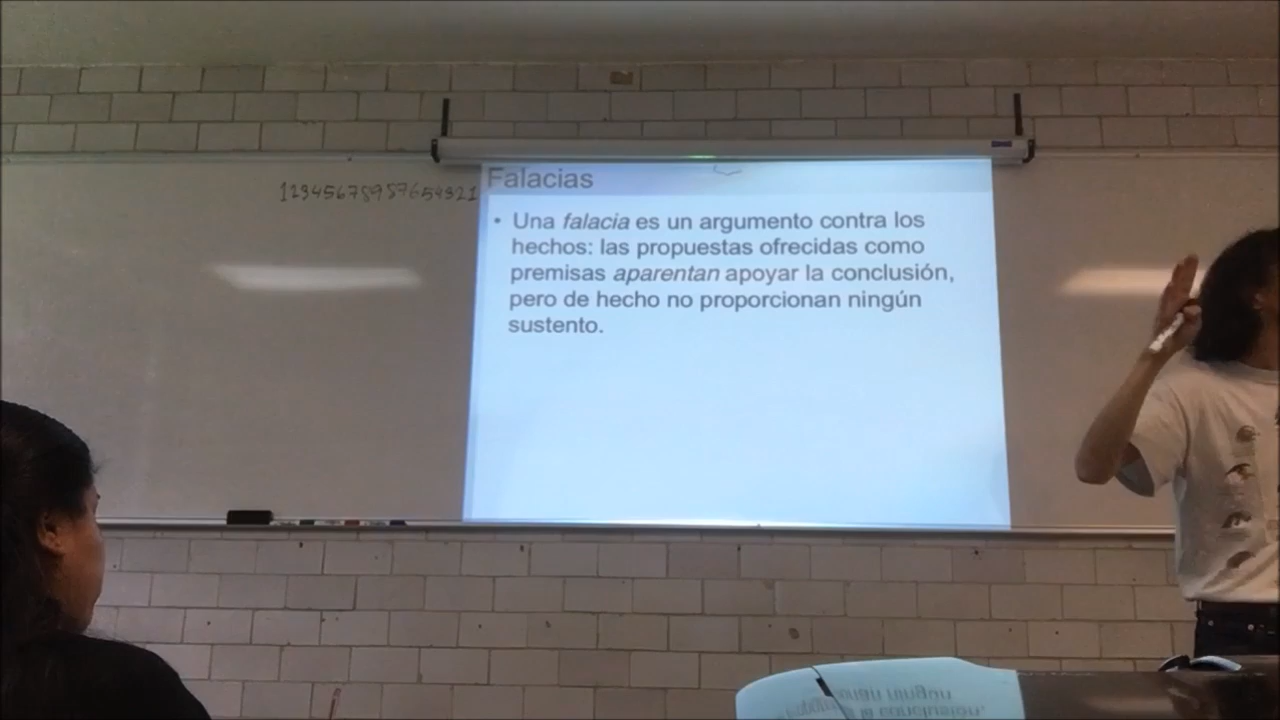 12345678987654321
Falacias
• Una falacia es un argumento contra los
hechos: las propuestas ofrecidas como
premisas aparentan apoyar la conclusión,
pero de hecho no proporcionan ningún
sustento.